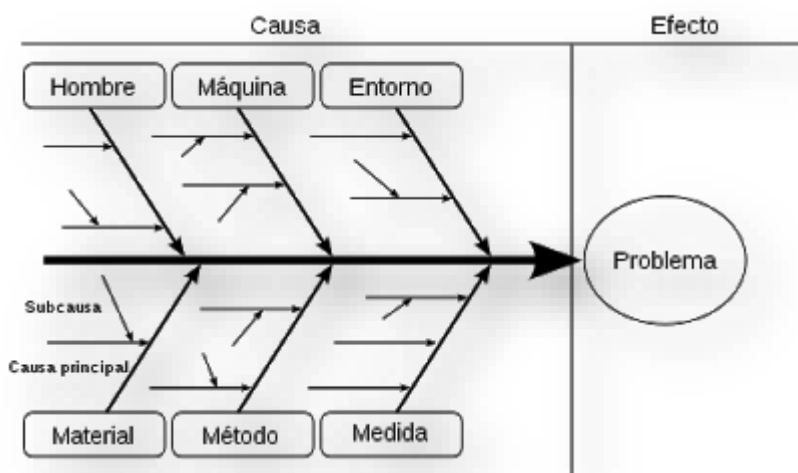 Causa
Efecto
Hombre
Máquina
Entorno
Problema
Subcausa
Causa principal
Material
Método
Medida